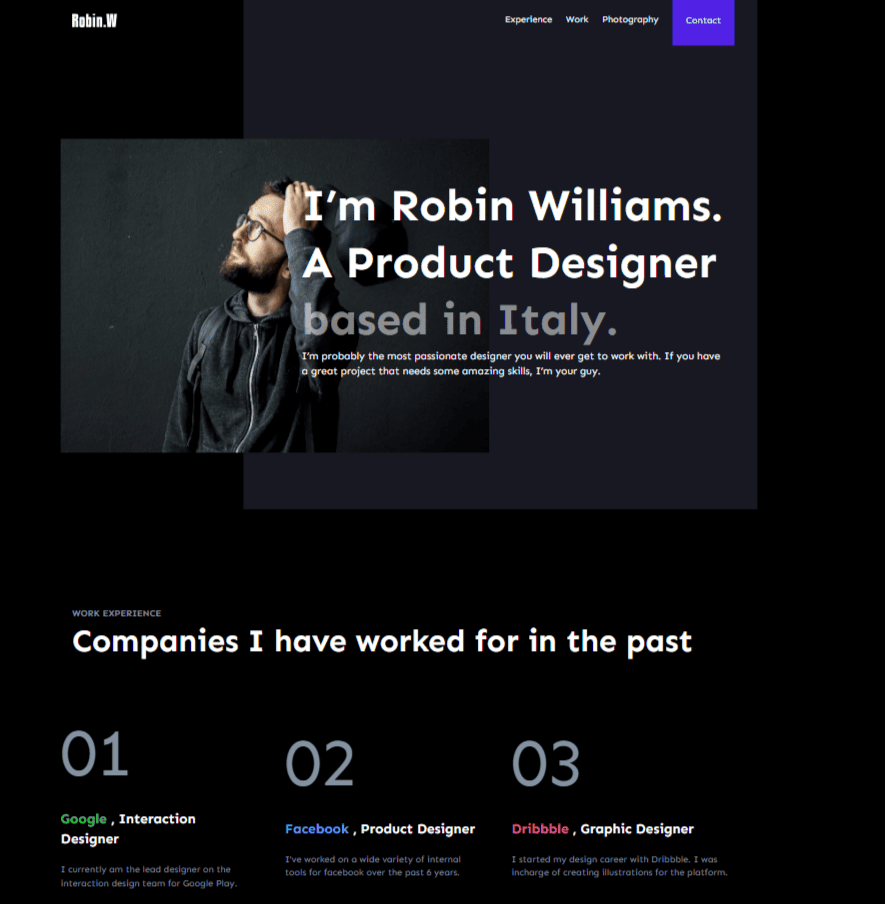 Robin.W
Experience Work Photography Contact
I’m Robin Williams.
A Product Designer
based in Italy.
I’m probably the most passionate designer you will ever get to work with. If you have
a great project that needs some amazing skills, I’m your guy.
WORK EXPERIENCE
Companies I have worked for in the past
01
Google , Interaction
Designer
I currently am the lead designer on the
interaction design team for Google Play.
02
Facebook , Product Designer
I’ve worked on a wide variety of internal
tools for facebook over the past 6 years.
03
Dribbble , Graphic Designer
I started my design career with Dribbble. I was
incharge of creating illustrations for the platform.